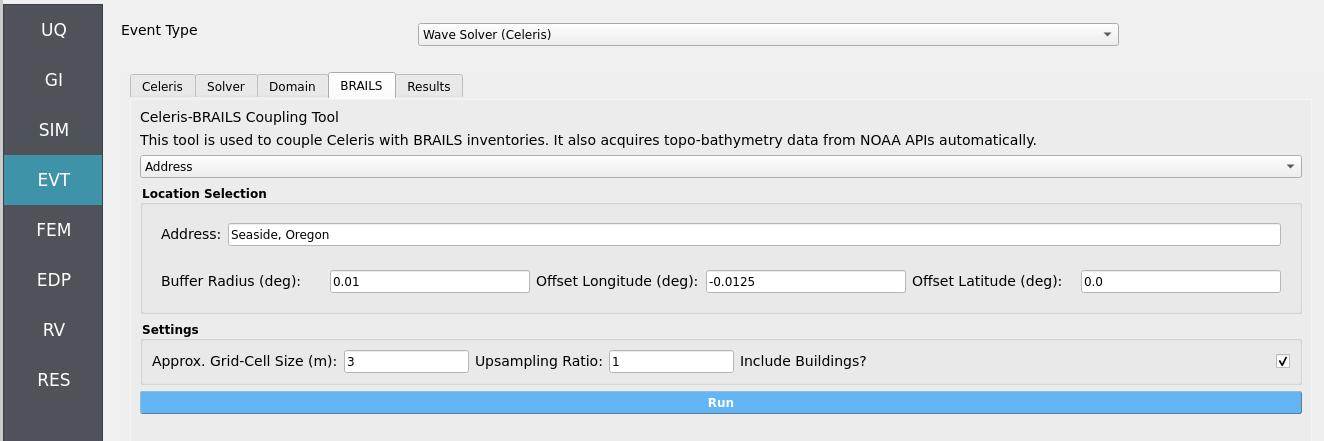 UQ
GI
SIM
EVT
FEM
EDP
RV
RES
Event Type Wave Solver (Celeris)
Celeris Solver Domain BRAILS Results
Celeris-BRAILS Coupling Tool
This tool is used to couple Celeris with BRAILS inventories. It also acquires topo-bathymetry data from NOAA APIs automatically.
Address
Location Selection
Address: Seaside, Oregon
Buffer Radius (deg): 0.01 Offset Longitude (deg): -0.0125 Offset Latitude (deg): 0.0
Settings
Approx. Grid-Cell Size (m): 3 Upsampling Ratio: 1 Include Buildings?
Run